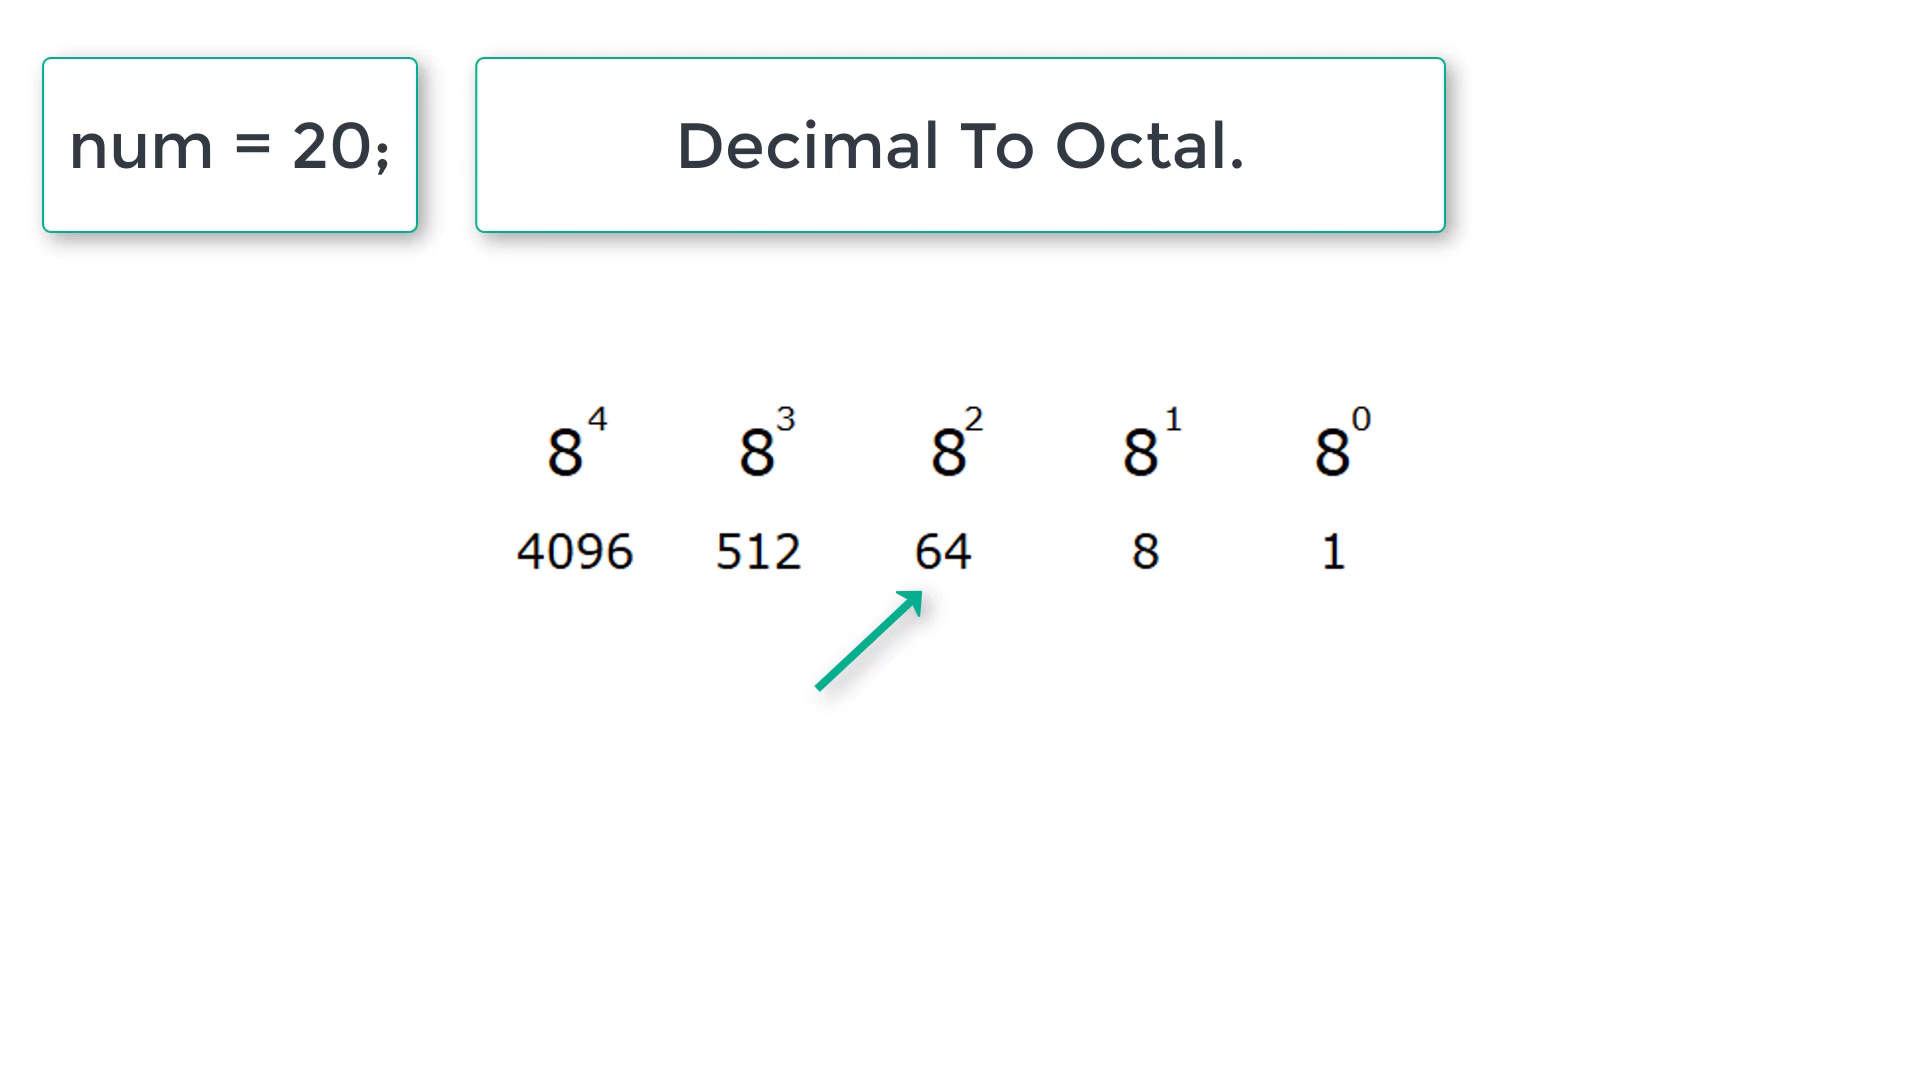 num = 20;
Decimal To Octal.
8⁴ 8³ 8² 8¹ 8⁰
4096 512 64 8 1